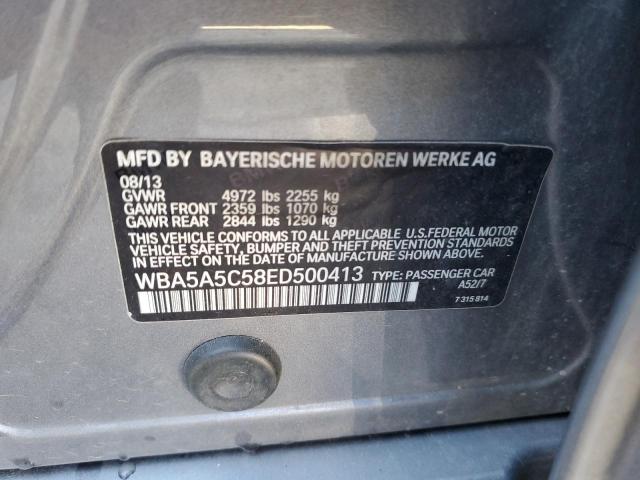 MFD BY BAYERISCHE MOTOREN WERKE AG
08/13
GVWR 4972 lbs 2255 kg
GAWR FRONT 2359 lbs 1070 kg
GAWR REAR 2844 lbs 1290 kg
THIS VEHICLE CONFORMS TO ALL APPLICABLE U.S.FEDERAL MOTOR
VEHICLE SAFETY, BUMPER AND THEFT PREVENTION STANDARDS
IN EFFECT ON THE DATE OF MANUFACTURE SHOWN ABOVE.
WBA5A5C58ED500413 TYPE: PASSENGER CAR
A52/7
7 315 814